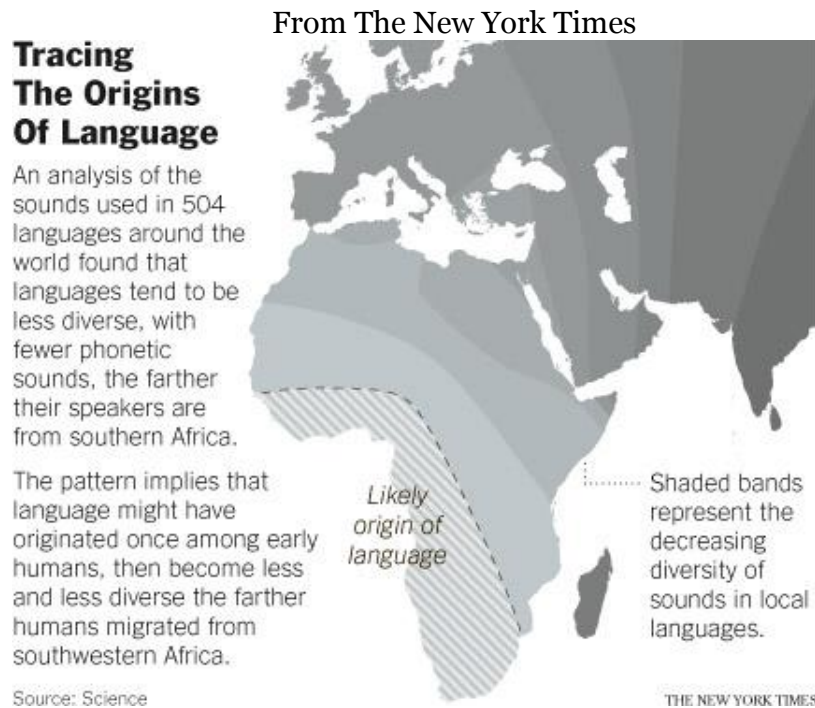 From The New York Times
Tracing
The Origins
Of Language
An analysis of the
sounds used in 504
languages around the
world found that
languages tend to be
less diverse, with
fewer phonetic
sounds, the farther
their speakers are
from southern Africa.
The pattern implies that
language might have
originated once among early
humans, then become less
and less diverse the farther
humans migrated from
southwestern Africa.
Likely
origin of
language
Shaded bands
represent the
decreasing
diversity of
sounds in local
languages.
Source: Science
THE NEW YORK TIMES